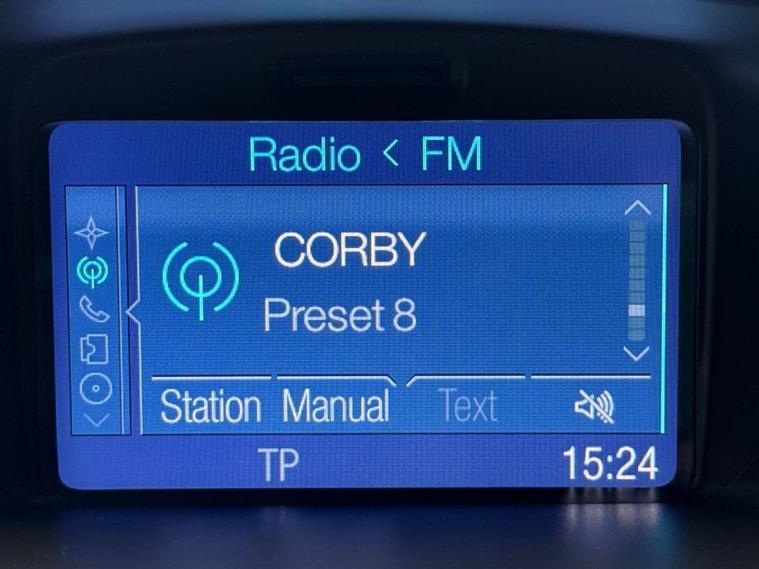 Radio < FM
CORBY
Preset 8
Station Manual Text
TP 15:24